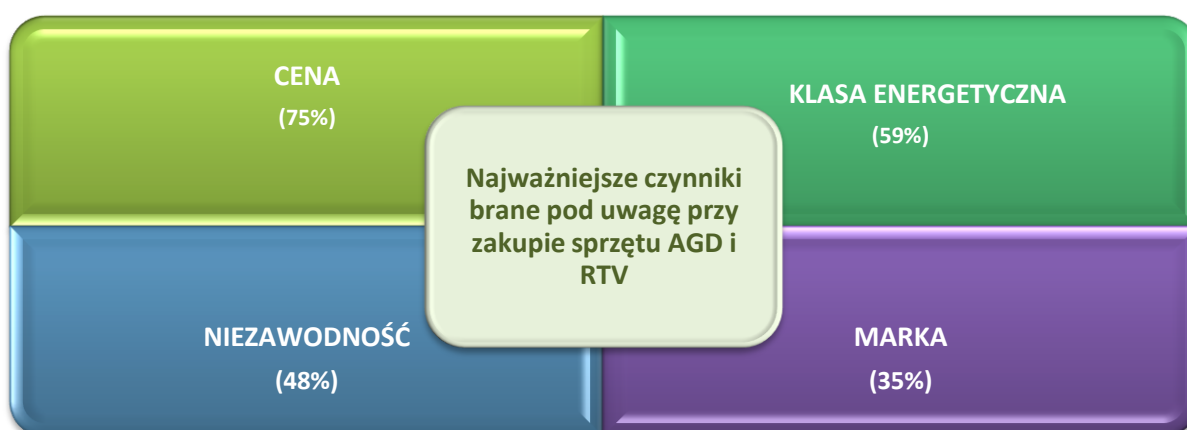 CENA
(75%)
KLASA ENERGETYCZNA
(59%)
Najważniejsze czynniki
brane pod uwagę przy
zakupie sprzętu AGD i
RTV
NIEZAWODNOŚĆ
(48%)
MARKA
(35%)